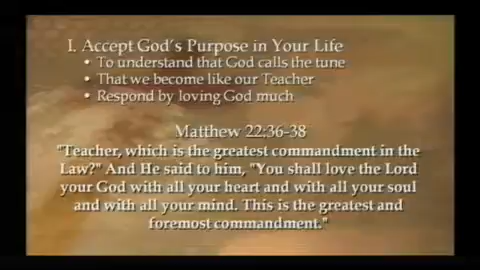 I. Accept God's Purpose in Your Life
• To understand that God calls the tune
• That we become like our Teacher
• Respond by loving God much
Matthew 22:36-38
"Teacher, which is the greatest commandment in the
Law?" And He said to him, "You shall love the Lord
your God with all your heart and with all your soul
and with all your mind. This is the greatest and
foremost commandment."